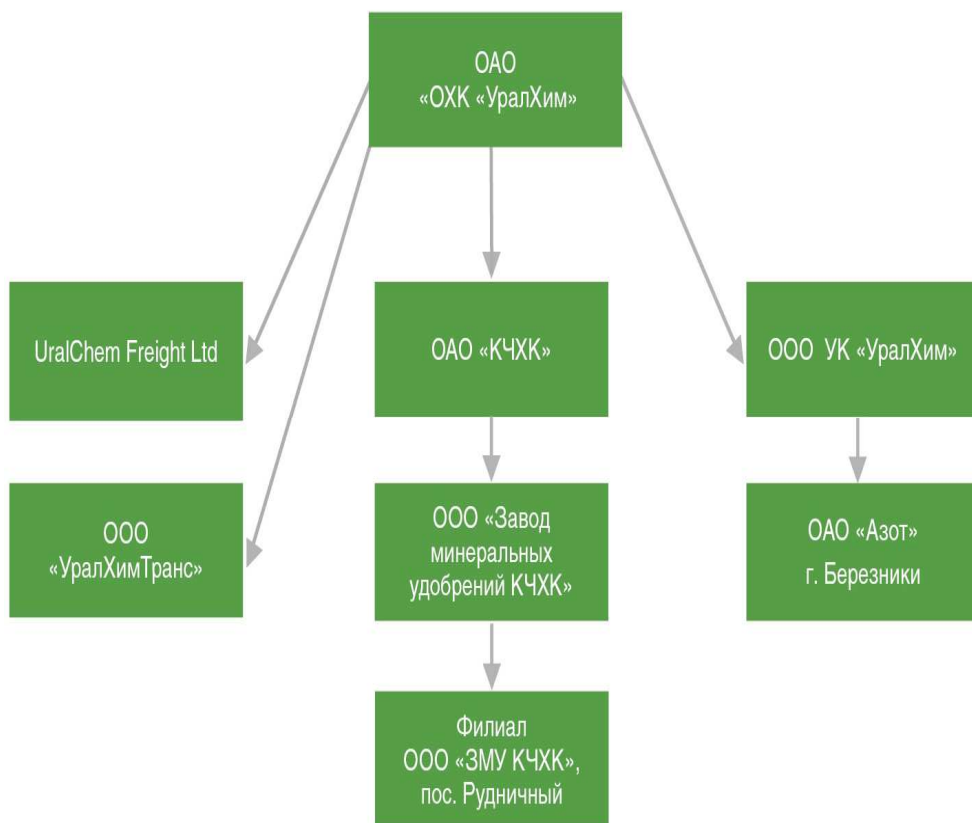 ОАО
«ОХК «УралХим»
UralChem Freight Ltd
ОАО «КЧХК»
ООО УК «УралХим»
ООО
«УралХимТранс»
ООО «Завод
минеральных
удобрений КЧХК»
ОАО «Азот»
г. Березники
Филиал
ООО «ЗМУ КЧХК»,
пос. Рудничный